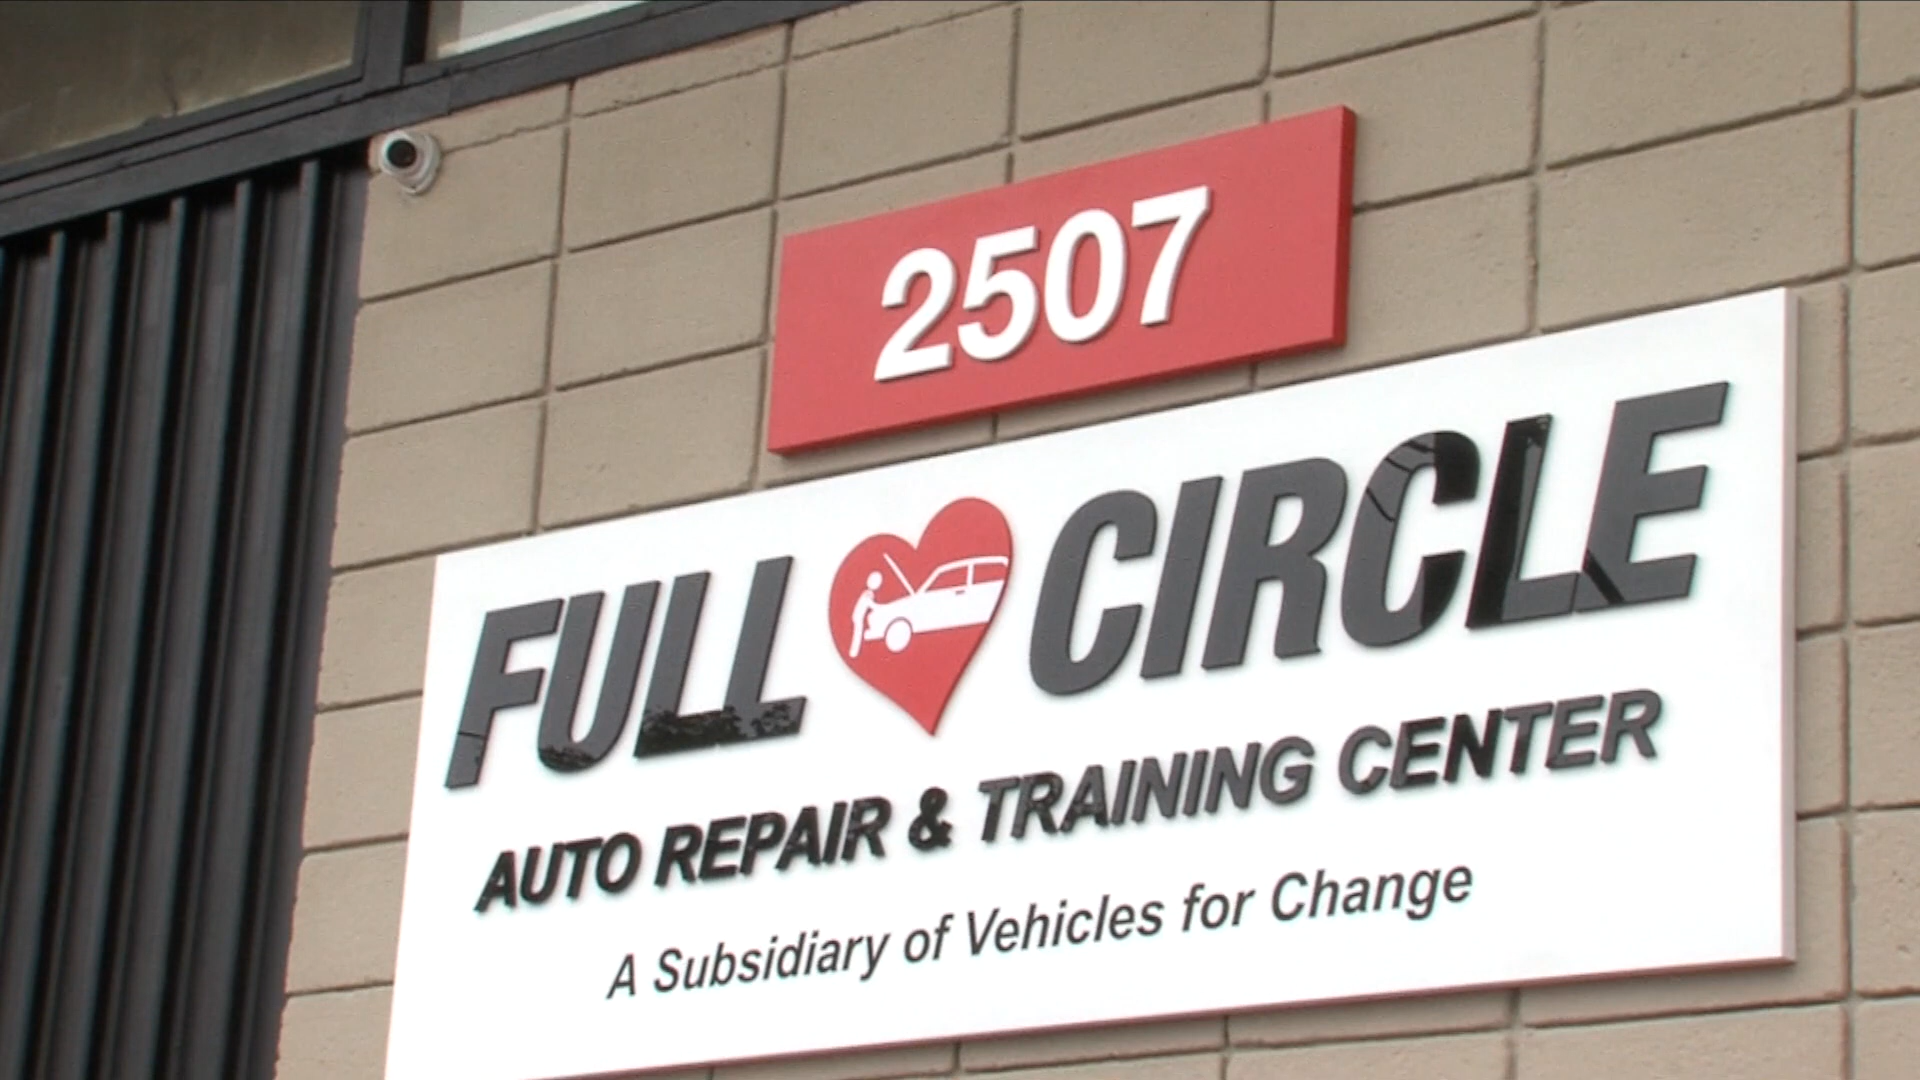 2507
FULL CIRCLE
AUTO REPAIR & TRAINING CENTER
A Subsidiary of Vehicles for Change